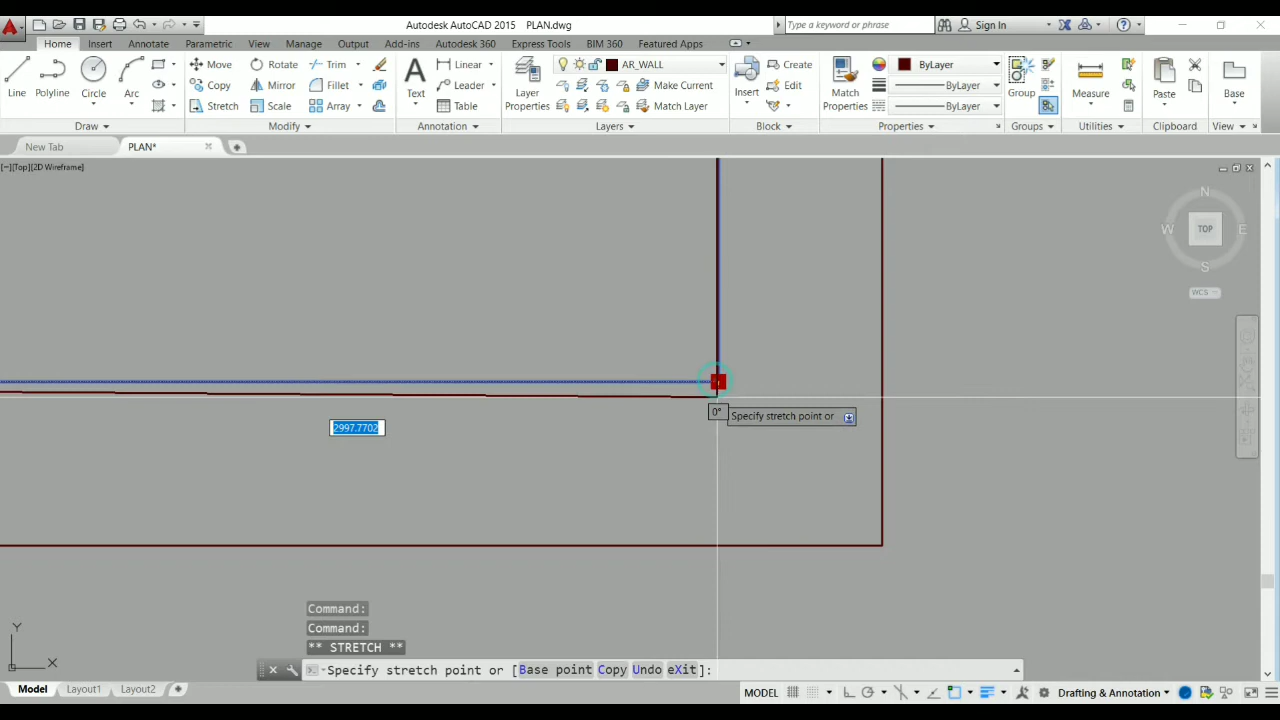 Autodesk AutoCAD 2015 PLAN.dwg
Type a keyword or phrase
Sign In
Home Insert Annotate Parametric View Manage Output Add-ins Autodesk 360 Express Tools BIM 360 Featured Apps
Move Rotate Trim
Linear
AR_WALL
Create
ByLayer
Line Polyline Circle Arc
Copy Mirror Fillet
Text
Leader
Layer Properties
Make Current
Insert
Edit
Match Properties
ByLayer
Group
Measure
Paste
Base
Stretch Scale Array
Table
Match Layer
ByLayer
Draw Modify Annotation Layers Block Properties Groups Utilities Clipboard View
New Tab PLAN*
[−][Top][2D Wireframe]
N
W TOP E
S
WCS
0° Specify stretch point or
2997.7702
Command:
Command:
** STRETCH **
Specify stretch point or [Base point Copy Undo eXit]:
Y
X
Model Layout1 Layout2
MODEL
Drafting & Annotation